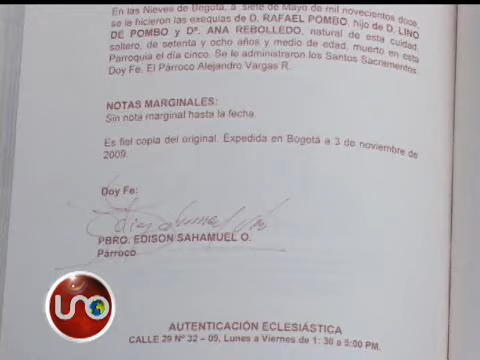 En las Nieves de Bogotá, a siete de Mayo de mil novecientos doce
se le hicieron las exequias de D. RAFAEL POMBO, hijo de D. LINO
DE POMBO y Dª. ANA REBOLLEDO, natural de esta cuidad,
soltero, de setenta y ocho años y medio de edad, muerto en esta
Parroquia el día cinco. Se le administraron los Santos Sacramentos
Doy Fe. El Párroco Alejandro Vargas R.
NOTAS MARGINALES:
Sin nota marginal hasta la fecha.
Es fiel copia del original. Expedida en Bogotá a 3 de noviembre de
2009.
Doy Fe:
PBRO. EDISON SAHAMUEL O.
Párroco
UNO
AUTENTICACIÓN ECLESIÁSTICA
CALLE 29 Nº 32 – 09, Lunes a Viernes de 1: 30 a 5:00 PM.